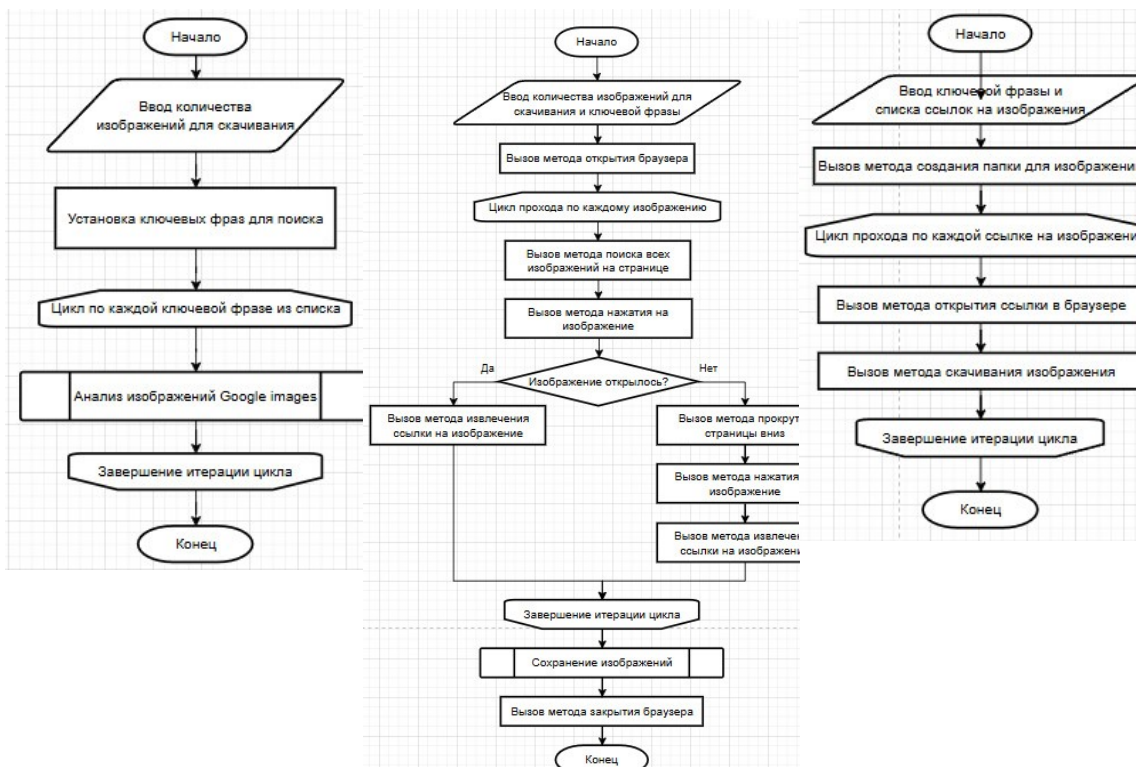 Начало
Ввод количества
изображений для скачивания
Установка ключевых фраз для поиска
Цикл по каждой ключевой фразе из списка
Анализ изображений Google images
Завершение итерации цикла
Конец
Начало
Ввод количества изображений для
скачивания и ключевой фразы
Вызов метода открытия браузера
Цикл прохода по каждому изображению
Вызов метода поиска всех
изображений на странице
Вызов метода нажатия на
изображение
Изображение открылось?
Да
Нет
Вызов метода извлечения
ссылки на изображение
Вызов метода прокрут
страницы вниз
Вызов метода нажатия
изображение
Вызов метода извлечен
ссылки на изображени
Завершение итерации цикла
Сохранение изображений
Вызов метода закрытия браузера
Конец
Начало
Ввод ключевой фразы и
списка ссылок на изображения
Вызов метода создания папки для изображени
Цикл прохода по каждой ссылке на изображени
Вызов метода открытия ссылки в браузере
Вызов метода скачивания изображения
Завершение итерации цикла
Конец